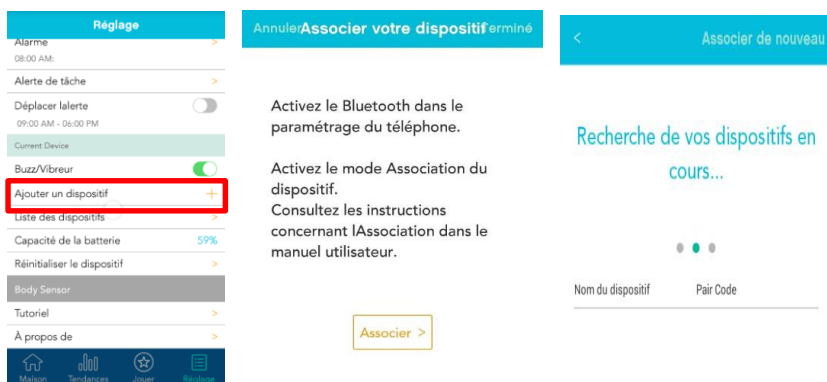 Réglage
Alarme >
08:00 AM:
Alerte de tâche >
Déplacer lalerte
09:00 AM - 06:00 PM
Current Device
Buzz/Vibreur
Ajouter un dispositif +
Liste des dispositifs >
Capacité de la batterie 59%
Réinitialiser le dispositif >
Body Sensor
Tutoriel >
À propos de >
Maison Tendances Jouer Réglage
Annuler Associer votre dispositif Terminé
Activez le Bluetooth dans le
paramétrage du téléphone.
Activez le mode Association du
dispositif.
Consultez les instructions
concernant lAssociation dans le
manuel utilisateur.
Associer >
< Associer de nouveau
Recherche de vos dispositifs en
cours...
Nom du dispositif Pair Code